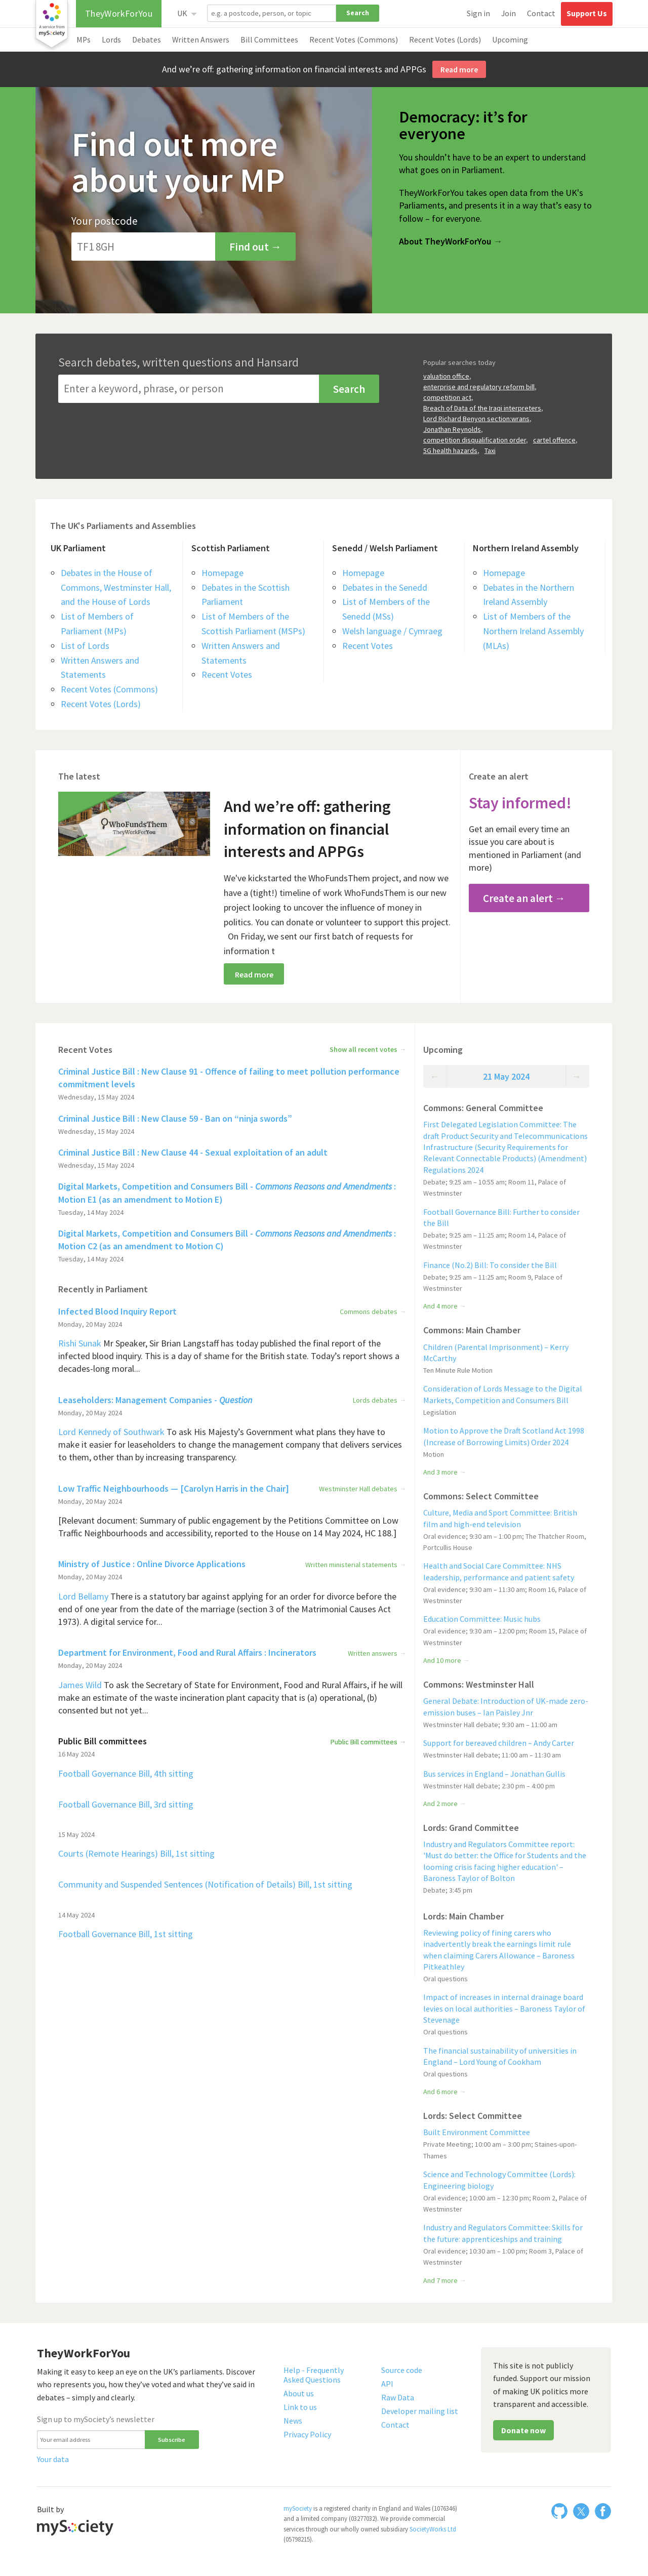 a service from
mySociety
TheyWorkForYou
UK
e.g. a postcode, person, or topic
Search
Sign in
Join
Contact
Support Us
MPs
Lords
Debates
Written Answers
Bill Committees
Recent Votes (Commons)
Recent Votes (Lords)
Upcoming
And we’re off: gathering information on financial interests and APPGs
Read more
Find out more
about your MP
Your postcode
TF1 8GH
Find out →
Democracy: it’s for
everyone
You shouldn’t have to be an expert to understand
what goes on in Parliament.
TheyWorkForYou takes open data from the UK’s
Parliaments, and presents it in a way that’s easy to
follow – for everyone.
About TheyWorkForYou →
Search debates, written questions and Hansard
Enter a keyword, phrase, or person
Search
Popular searches today
valuation office,
enterprise and regulatory reform bill,
competition act,
Breach of Data of the Iraqi interpreters,
Lord Richard Benyon section:wrans,
Jonathan Reynolds,
competition disqualification order, cartel offence,
5G health hazards, Taxi
The UK’s Parliaments and Assemblies
UK Parliament
Debates in the House of
Commons, Westminster Hall,
and the House of Lords
List of Members of
Parliament (MPs)
List of Lords
Written Answers and
Statements
Recent Votes (Commons)
Recent Votes (Lords)
Scottish Parliament
Homepage
Debates in the Scottish
Parliament
List of Members of the
Scottish Parliament (MSPs)
Written Answers and
Statements
Recent Votes
Senedd / Welsh Parliament
Homepage
Debates in the Senedd
List of Members of the
Senedd (MSs)
Welsh language / Cymraeg
Recent Votes
Northern Ireland Assembly
Homepage
Debates in the Northern
Ireland Assembly
List of Members of the
Northern Ireland Assembly
(MLAs)
The latest
WhoFundsThem
TheyWorkForYou
And we’re off: gathering
information on financial
interests and APPGs
We've kickstarted the WhoFundsThem project, and now we
have a (tight!) timeline of work WhoFundsThem is our new
project looking to uncover the influence of money in
politics. You can donate or volunteer to support this project.
On Friday, we sent our first batch of requests for
information t
Read more
Create an alert
Stay informed!
Get an email every time an
issue you care about is
mentioned in Parliament (and
more)
Create an alert →
Recent Votes
Show all recent votes →
Criminal Justice Bill : New Clause 91 - Offence of failing to meet pollution performance
commitment levels
Wednesday, 15 May 2024
Criminal Justice Bill : New Clause 59 - Ban on “ninja swords”
Wednesday, 15 May 2024
Criminal Justice Bill : New Clause 44 - Sexual exploitation of an adult
Wednesday, 15 May 2024
Digital Markets, Competition and Consumers Bill - Commons Reasons and Amendments :
Motion E1 (as an amendment to Motion E)
Tuesday, 14 May 2024
Digital Markets, Competition and Consumers Bill - Commons Reasons and Amendments :
Motion C2 (as an amendment to Motion C)
Tuesday, 14 May 2024
Recently in Parliament
Infected Blood Inquiry Report
Commons debates →
Monday, 20 May 2024
Rishi Sunak Mr Speaker, Sir Brian Langstaff has today published the final report of the
infected blood inquiry. This is a day of shame for the British state. Today’s report shows a
decades-long moral...
Leaseholders: Management Companies - Question
Lords debates →
Monday, 20 May 2024
Lord Kennedy of Southwark To ask His Majesty’s Government what plans they have to
make it easier for leaseholders to change the management company that delivers services
to them, other than by increasing transparency.
Low Traffic Neighbourhoods — [Carolyn Harris in the Chair]
Westminster Hall debates →
Monday, 20 May 2024
[Relevant document: Summary of public engagement by the Petitions Committee on Low
Traffic Neighbourhoods and accessibility, reported to the House on 14 May 2024, HC 188.]
Ministry of Justice : Online Divorce Applications
Written ministerial statements →
Monday, 20 May 2024
Lord Bellamy There is a statutory bar against applying for an order for divorce before the
end of one year from the date of the marriage (section 3 of the Matrimonial Causes Act
1973). A digital service for...
Department for Environment, Food and Rural Affairs : Incinerators
Written answers →
Monday, 20 May 2024
James Wild To ask the Secretary of State for Environment, Food and Rural Affairs, if he will
make an estimate of the waste incineration plant capacity that is (a) operational, (b)
consented but not yet...
Public Bill committees
Public Bill committees →
16 May 2024
Football Governance Bill, 4th sitting
Football Governance Bill, 3rd sitting
15 May 2024
Courts (Remote Hearings) Bill, 1st sitting
Community and Suspended Sentences (Notification of Details) Bill, 1st sitting
14 May 2024
Football Governance Bill, 1st sitting
Upcoming
← 21 May 2024 →
Commons: General Committee
First Delegated Legislation Committee: The
draft Product Security and Telecommunications
Infrastructure (Security Requirements for
Relevant Connectable Products) (Amendment)
Regulations 2024
Debate; 9:25 am – 10:55 am; Room 11, Palace of
Westminster
Football Governance Bill: Further to consider
the Bill
Debate; 9:25 am – 11:25 am; Room 14, Palace of
Westminster
Finance (No.2) Bill: To consider the Bill
Debate; 9:25 am – 11:25 am; Room 9, Palace of
Westminster
And 4 more →
Commons: Main Chamber
Children (Parental Imprisonment) – Kerry
McCarthy
Ten Minute Rule Motion
Consideration of Lords Message to the Digital
Markets, Competition and Consumers Bill
Legislation
Motion to Approve the Draft Scotland Act 1998
(Increase of Borrowing Limits) Order 2024
Motion
And 3 more →
Commons: Select Committee
Culture, Media and Sport Committee: British
film and high-end television
Oral evidence; 9:30 am – 1:00 pm; The Thatcher Room,
Portcullis House
Health and Social Care Committee: NHS
leadership, performance and patient safety
Oral evidence; 9:30 am – 11:30 am; Room 16, Palace of
Westminster
Education Committee: Music hubs
Oral evidence; 9:30 am – 12:00 pm; Room 15, Palace of
Westminster
And 10 more →
Commons: Westminster Hall
General Debate: Introduction of UK-made zero-
emission buses – Ian Paisley Jnr
Westminster Hall debate; 9:30 am – 11:00 am
Support for bereaved children – Andy Carter
Westminster Hall debate; 11:00 am – 11:30 am
Bus services in England – Jonathan Gullis
Westminster Hall debate; 2:30 pm – 4:00 pm
And 2 more →
Lords: Grand Committee
Industry and Regulators Committee report:
'Must do better: the Office for Students and the
looming crisis facing higher education' –
Baroness Taylor of Bolton
Debate; 3:45 pm
Lords: Main Chamber
Reviewing policy of fining carers who
inadvertently break the earnings limit rule
when claiming Carers Allowance – Baroness
Pitkeathley
Oral questions
Impact of increases in internal drainage board
levies on local authorities – Baroness Taylor of
Stevenage
Oral questions
The financial sustainability of universities in
England – Lord Young of Cookham
Oral questions
And 6 more →
Lords: Select Committee
Built Environment Committee
Private Meeting; 10:00 am – 3:00 pm; Staines-upon-
Thames
Science and Technology Committee (Lords):
Engineering biology
Oral evidence; 10:00 am – 12:30 pm; Room 2, Palace of
Westminster
Industry and Regulators Committee: Skills for
the future: apprenticeships and training
Oral evidence; 10:30 am – 1:00 pm; Room 3, Palace of
Westminster
And 7 more →
TheyWorkForYou
Making it easy to keep an eye on the UK’s parliaments. Discover
who represents you, how they’ve voted and what they’ve said in
debates – simply and clearly.
Sign up to mySociety’s newsletter
Your email address
Subscribe
Your data
Help - Frequently
Asked Questions
About us
Link to us
News
Privacy Policy
Source code
API
Raw Data
Developer mailing list
Contact
This site is not publicly
funded. Support our mission
of making UK politics more
transparent and accessible.
Donate now
Built by
mySociety
mySociety is a registered charity in England and Wales (1076346)
and a limited company (03277032). We provide commercial
services through our wholly owned subsidiary SocietyWorks Ltd
(05798215).